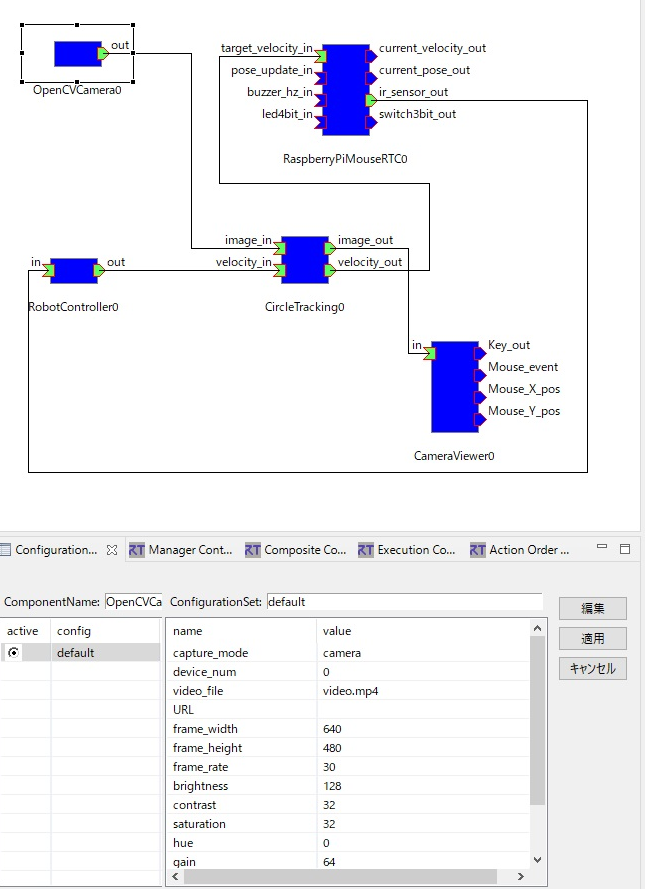 out
OpenCVCamera0
target_velocity_in
pose_update_in
buzzer_hz_in
led4bit_in
current_velocity_out
current_pose_out
ir_sensor_out
switch3bit_out
RaspberryPiMouseRTC0
in
out
RobotController0
image_in
velocity_in
image_out
velocity_out
CircleTracking0
in
Key_out
Mouse_event
Mouse_X_pos
Mouse_Y_pos
CameraViewer0
Configuration... RT Manager Cont... RT Composite Co... RT Execution Co... RT Action Order ...
ComponentName: OpenCVCa ConfigurationSet: default
編集
適用
キャンセル
active config
default
name value
capture_mode camera
device_num 0
video_file video.mp4
URL
frame_width 640
frame_height 480
frame_rate 30
brightness 128
contrast 32
saturation 32
hue 0
gain 64